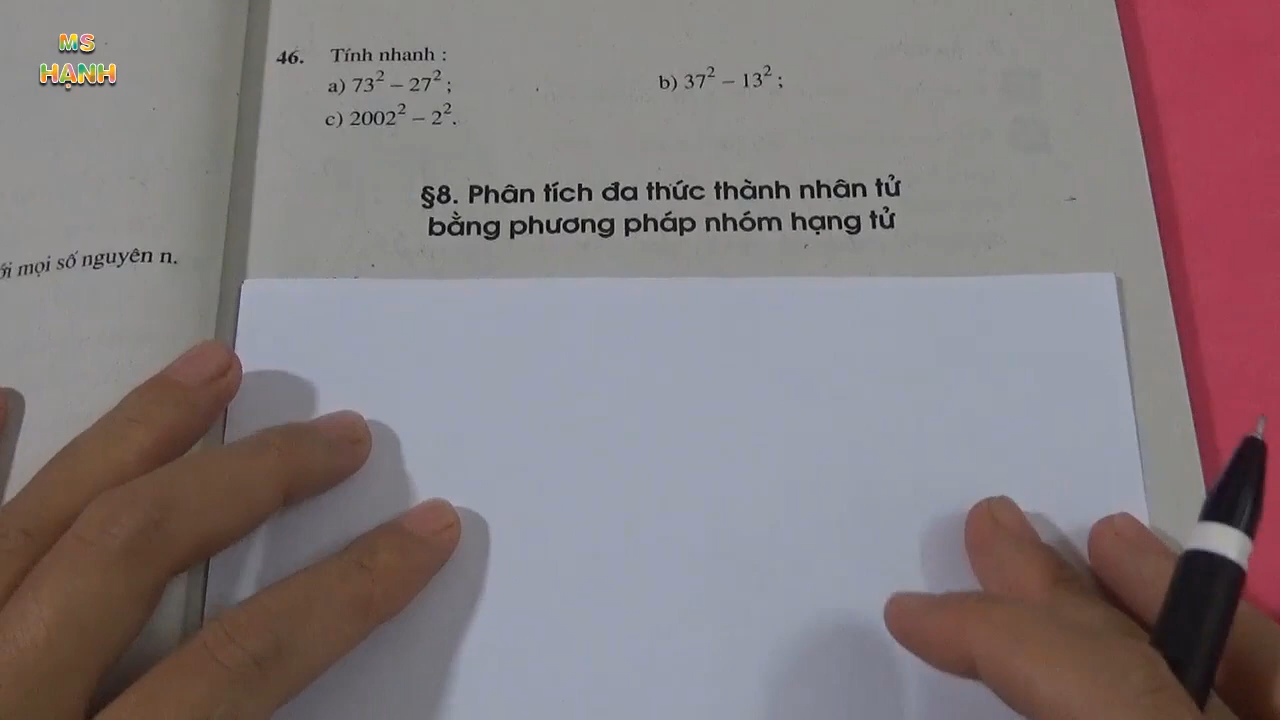 MS
HẠNH
46. Tính nhanh :
a) 73² – 27² ;
b) 37² – 13² ;
c) 2002² – 2².
§8. Phân tích đa thức thành nhân tử
bằng phương pháp nhóm hạng tử
mọi số nguyên n.